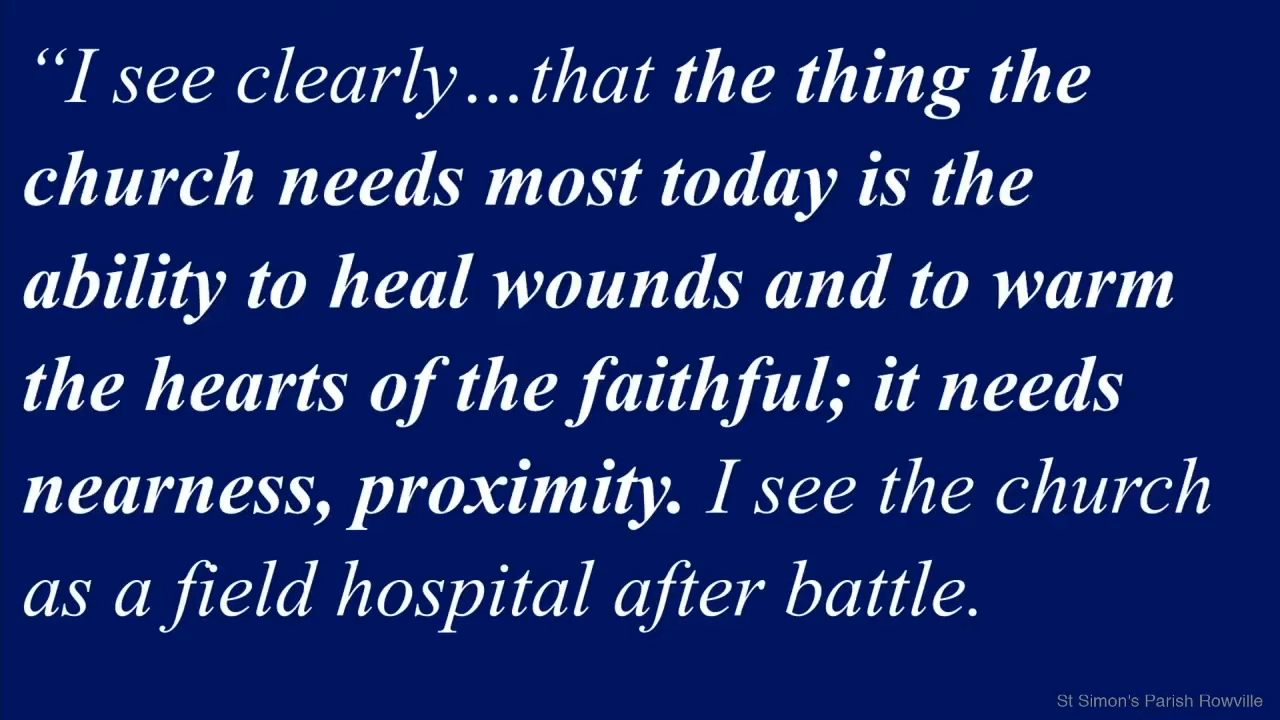 “I see clearly…that the thing the
church needs most today is the
ability to heal wounds and to warm
the hearts of the faithful; it needs
nearness, proximity. I see the church
as a field hospital after battle.
St Simon's Parish Rowville